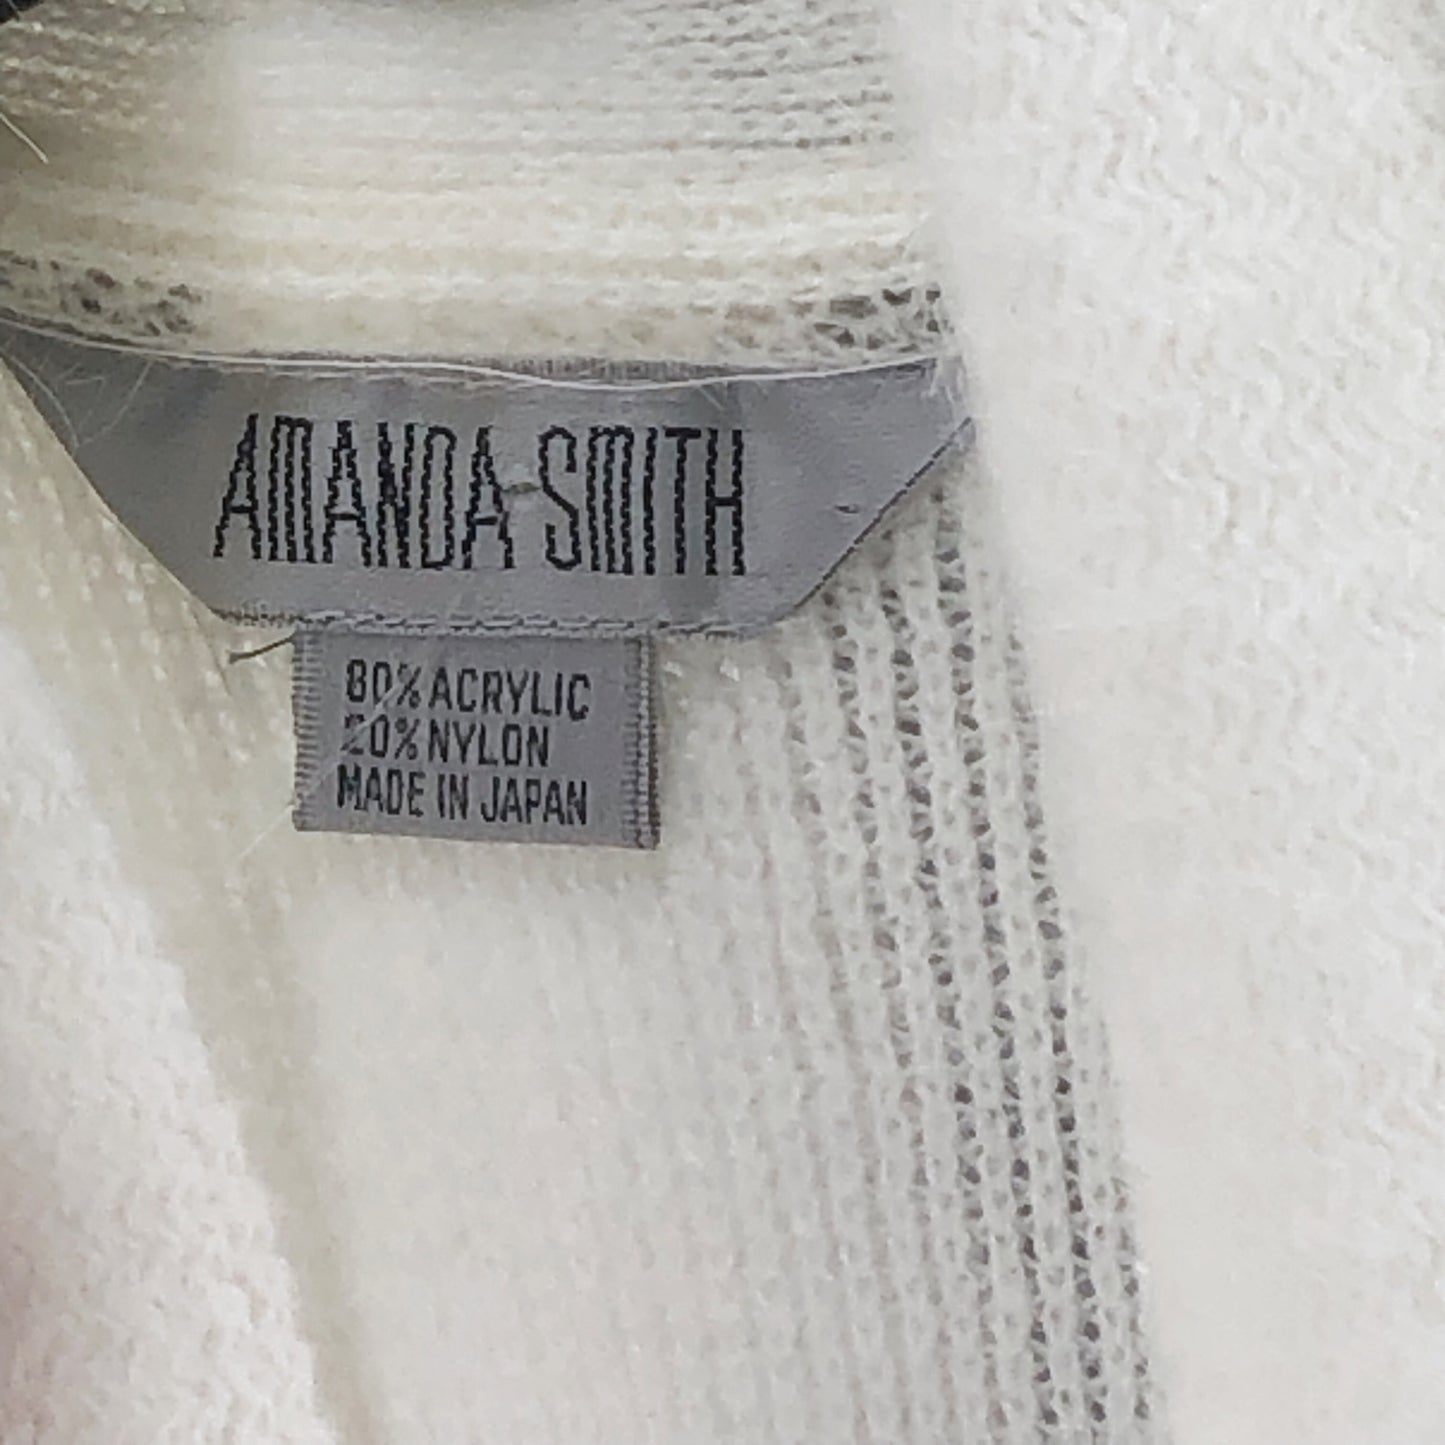 AMANDA SMITH
80% ACRYLIC
20% NYLON
MADE IN JAPAN